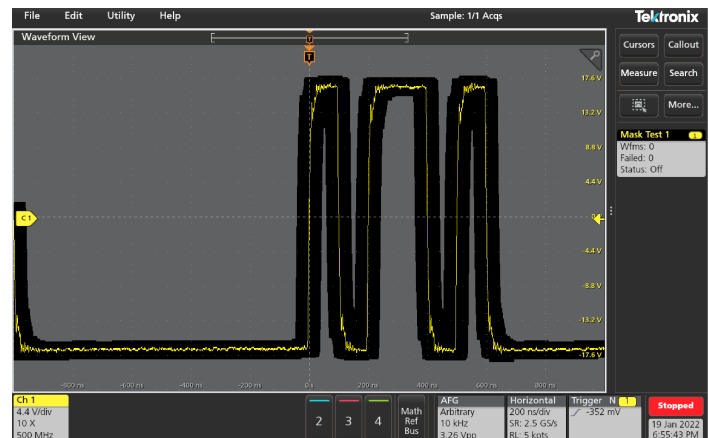 File Edit Utility Help Sample: 1/1 Acqs Tektronix
Waveform View
T
T
Cursors Callout
Measure Search
More...
Mask Test 1 1
Wfms: 0
Failed: 0
Status: Off
17.6 V
13.2 V
8.8 V
4.4 V
C 1
-4.4 V
-8.8 V
-13.2 V
-17.6 V
-800 ns -600 ns -400 ns -200 ns 0 s 200 ns 400 ns 600 ns 800 ns
Ch 1
4.4 V/div
10 X
500 MHz
2 3 4
Math
Ref
Bus
AFG
Arbitrary
10 kHz
3.26 Vpp
Horizontal
200 ns/div
SR: 2.5 GS/s
RL: 5 kpts
Trigger N 1
-352 mV
Stopped
19 Jan 2022
6:55:43 PM